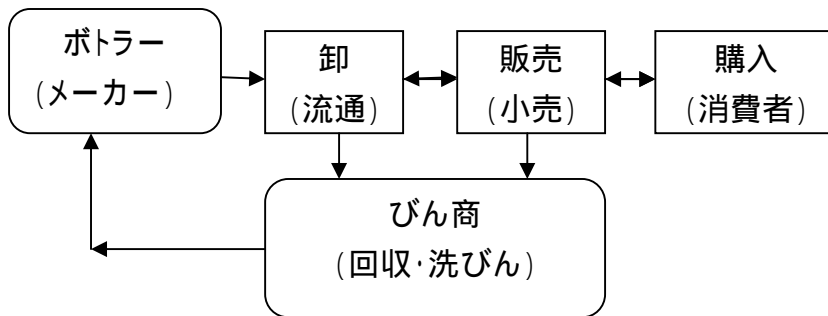 ボトラー
(メーカー)
卸
(流通)
販売
(小売)
購入
(消費者)
びん商
(回収･洗びん)